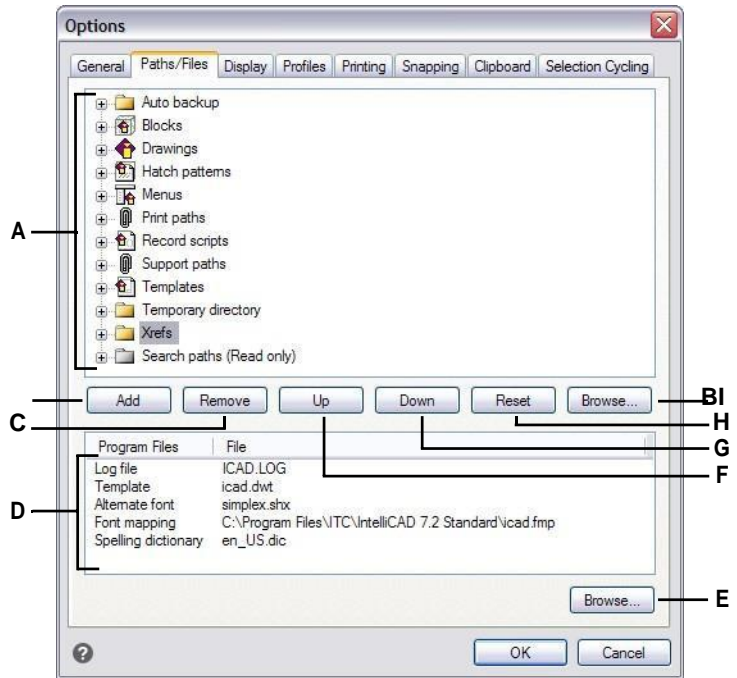 Options
General Paths/Files Display Profiles Printing Snapping Clipboard Selection Cycling
Auto backup
Blocks
Drawings
Hatch patterns
Menus
Print paths
A
Record scripts
Support paths
Templates
Temporary directory
Xrefs
Search paths (Read only)
Add Remove Up Down Reset Browse... BI
C H
Program Files File G
Log file ICAD.LOG
F
Template icad.dwt
Alternate font simplex.shx
D
Font mapping C:\Program Files\ITC\IntelliCAD 7.2 Standard\icad.fmp
Spelling dictionary en_US.dic
Browse... E
OK Cancel